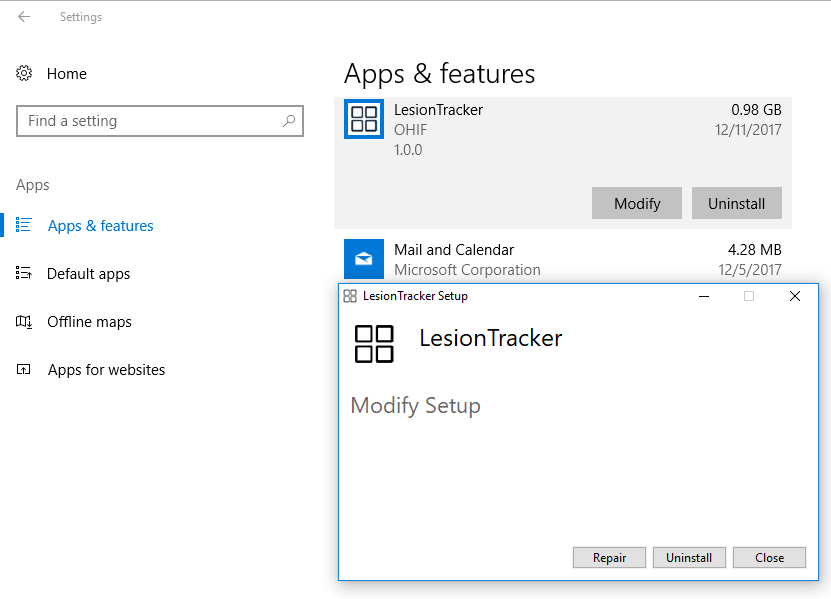 Settings
Home
Find a setting
Apps
Apps & features
Default apps
Offline maps
Apps for websites
Apps & features
LesionTracker 0.98 GB
OHIF 12/11/2017
1.0.0
Modify Uninstall
Mail and Calendar 4.28 MB
Microsoft Corporation 12/5/2017
LesionTracker Setup
LesionTracker
Modify Setup
Repair Uninstall Close